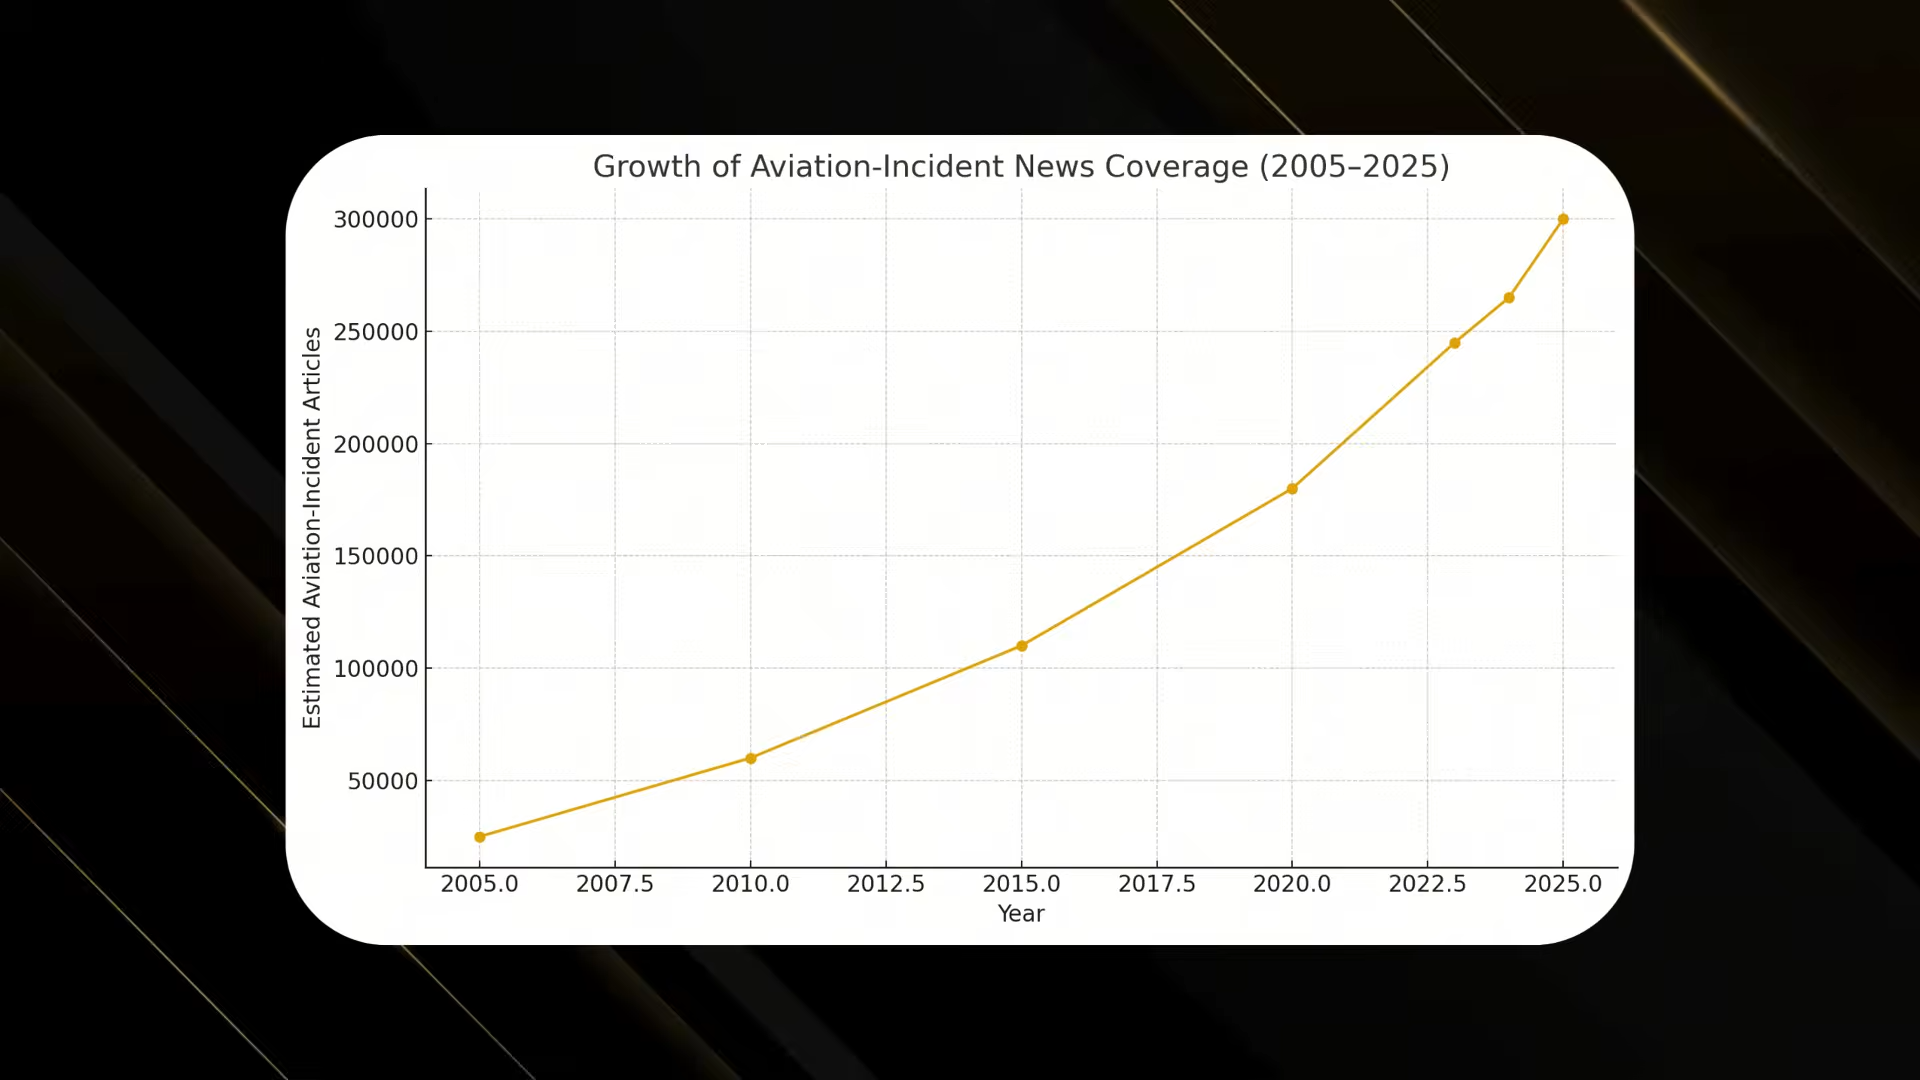 Growth of Aviation-Incident News Coverage (2005–2025)
Estimated Aviation-Incident Articles
300000
250000
200000
150000
100000
50000
2005.0 2007.5 2010.0 2012.5 2015.0 2017.5 2020.0 2022.5 2025.0
Year